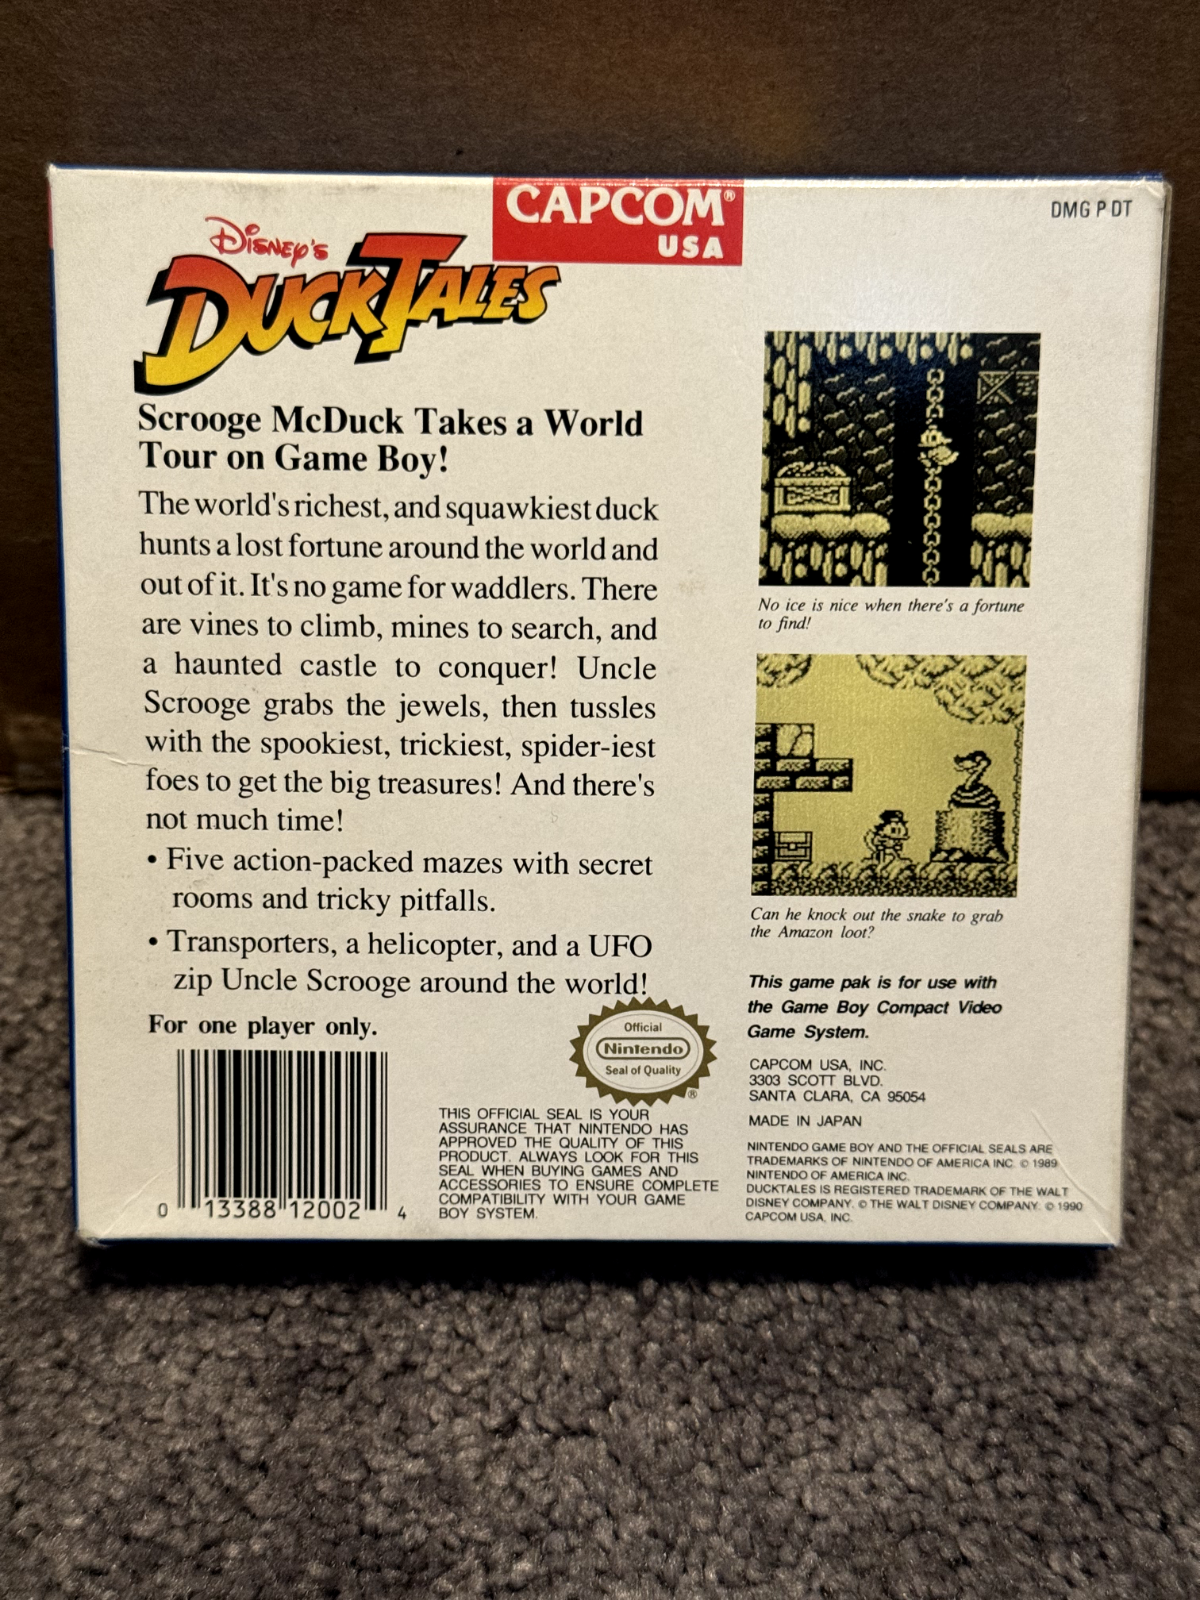 CAPCOM®
USA
DMG P DT
Disney's
DuckTales
Scrooge McDuck Takes a World
Tour on Game Boy!
The world's richest, and squawkiest duck
hunts a lost fortune around the world and
out of it. It's no game for waddlers. There
are vines to climb, mines to search, and
a haunted castle to conquer! Uncle
Scrooge grabs the jewels, then tussles
with the spookiest, trickiest, spider-iest
foes to get the big treasures! And there's
not much time!
• Five action-packed mazes with secret
rooms and tricky pitfalls.
• Transporters, a helicopter, and a UFO
zip Uncle Scrooge around the world!
For one player only.
0 13388 12002 4
Official
Nintendo
Seal of Quality
®
THIS OFFICIAL SEAL IS YOUR
ASSURANCE THAT NINTENDO HAS
APPROVED THE QUALITY OF THIS
PRODUCT. ALWAYS LOOK FOR THIS
SEAL WHEN BUYING GAMES AND
ACCESSORIES TO ENSURE COMPLETE
COMPATIBILITY WITH YOUR GAME
BOY SYSTEM.
No ice is nice when there's a fortune
to find!
Can he knock out the snake to grab
the Amazon loot?
This game pak is for use with
the Game Boy Compact Video
Game System.
CAPCOM USA, INC.
3303 SCOTT BLVD.
SANTA CLARA, CA 95054
MADE IN JAPAN
NINTENDO GAME BOY AND THE OFFICIAL SEALS ARE
TRADEMARKS OF NINTENDO OF AMERICA INC. © 1989
NINTENDO OF AMERICA INC.
DUCKTALES IS REGISTERED TRADEMARK OF THE WALT
DISNEY COMPANY. © THE WALT DISNEY COMPANY. © 1990
CAPCOM USA, INC.